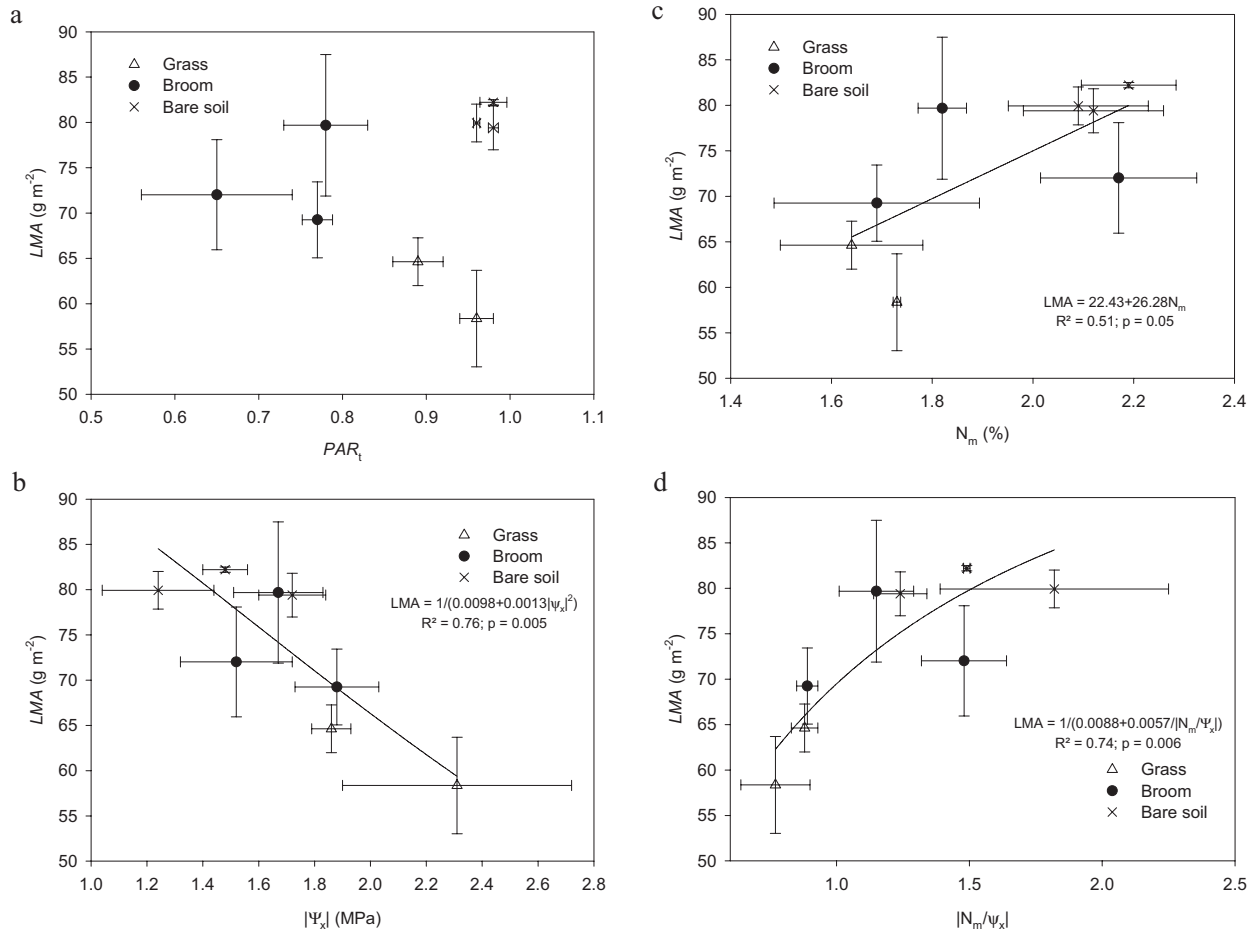 a
Grass
Broom
Bare soil
90
85
80
75
70
65
60
55
50
LMA (g m⁻²)
0.5 0.6 0.7 0.8 0.9 1.0 1.1
PARₜ
b
Grass
Broom
Bare soil
LMA = 1/(0.0098+0.0013|ψₓ|²)
R² = 0.76; p = 0.005
90
85
80
75
70
65
60
55
50
LMA (g m⁻²)
1.0 1.2 1.4 1.6 1.8 2.0 2.2 2.4 2.6 2.8
|Ψₓ| (MPa)
c
Grass
Broom
Bare soil
LMA = 22.43+26.28Nₘ
R² = 0.51; p = 0.05
90
85
80
75
70
65
60
55
50
LMA (g m⁻²)
1.4 1.6 1.8 2.0 2.2 2.4
Nₘ (%)
d
LMA = 1/(0.0088+0.0057/|Nₘ/Ψₓ|)
R² = 0.74; p = 0.006
Grass
Broom
Bare soil
90
85
80
75
70
65
60
55
50
LMA (g m⁻²)
1.0 1.5 2.0 2.5
|Nₘ/ψₓ|